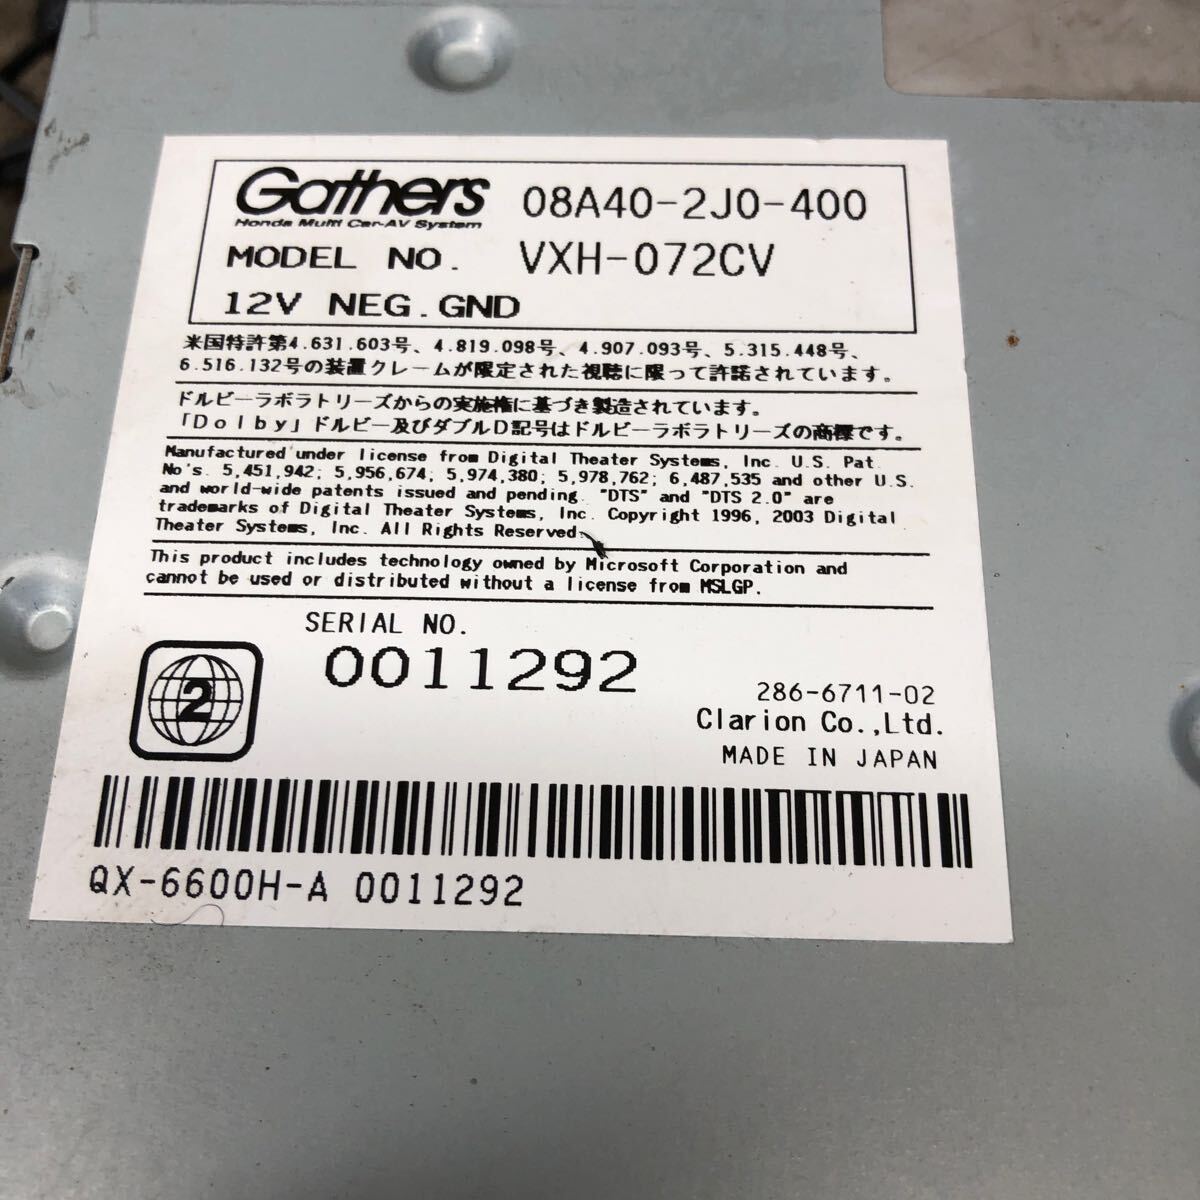 Gathers 08A40-2J0-400
Honda Multi Car-AV System
MODEL NO. VXH-072CV
12V NEG.GND
米国特許第4.631.603号、4.819.098号、4.907.093号、5.315.448号、
6.516.132号の装置クレームが限定された視聴に限って許諾されています。
ドルビーラボラトリーズからの実施権に基づき製造されています。
「Dolby」ドルビー及びダブルD記号はドルビーラボラトリーズの商標です。
Manufactured under license from Digital Theater Systems, Inc. U.S. Pat.
No's. 5,451,942; 5,956,674; 5,974,380; 5,978,762; 6,487,535 and other U.S.
and world-wide patents issued and pending. "DTS" and "DTS 2.0" are
trademarks of Digital Theater Systems, Inc. Copyright 1996, 2003 Digital
Theater Systems, Inc. All Rights Reserved.
This product includes technology owned by Microsoft Corporation and
cannot be used or distributed without a license from MSLGP.
SERIAL NO.
0011292
2
286-6711-02
Clarion Co.,Ltd.
MADE IN JAPAN
QX-6600H-A 0011292